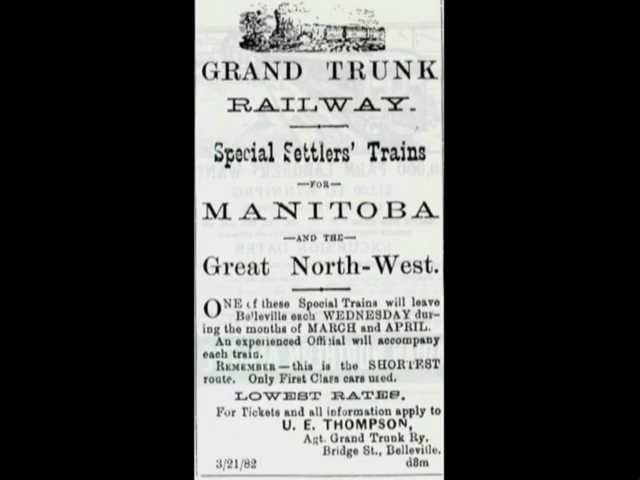 GRAND TRUNK
RAILWAY.
Special Settlers' Trains
—FOR—
MANITOBA
—AND THE—
Great North-West.
ONE of these Special Trains will leave
Belleville each WEDNESDAY dur-
ing the months of MARCH and APRIL.
An experienced Official will accompany
each train.
REMEMBER—this is the SHORTEST
route. Only First Class cars used.
LOWEST RATES.
For Tickets and all information apply to
U. E. THOMPSON,
Agt. Grand Trunk Ry.
Bridge St., Belleville.
3/21/82 d8m